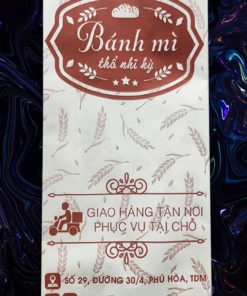 Bánh mì
thổ nhĩ kỳ
GIAO HÀNG TẬN NƠI
PHỤC VỤ TẠI CHỖ
SỐ 29, ĐƯỜNG 30/4, PHÚ HÒA, TDM